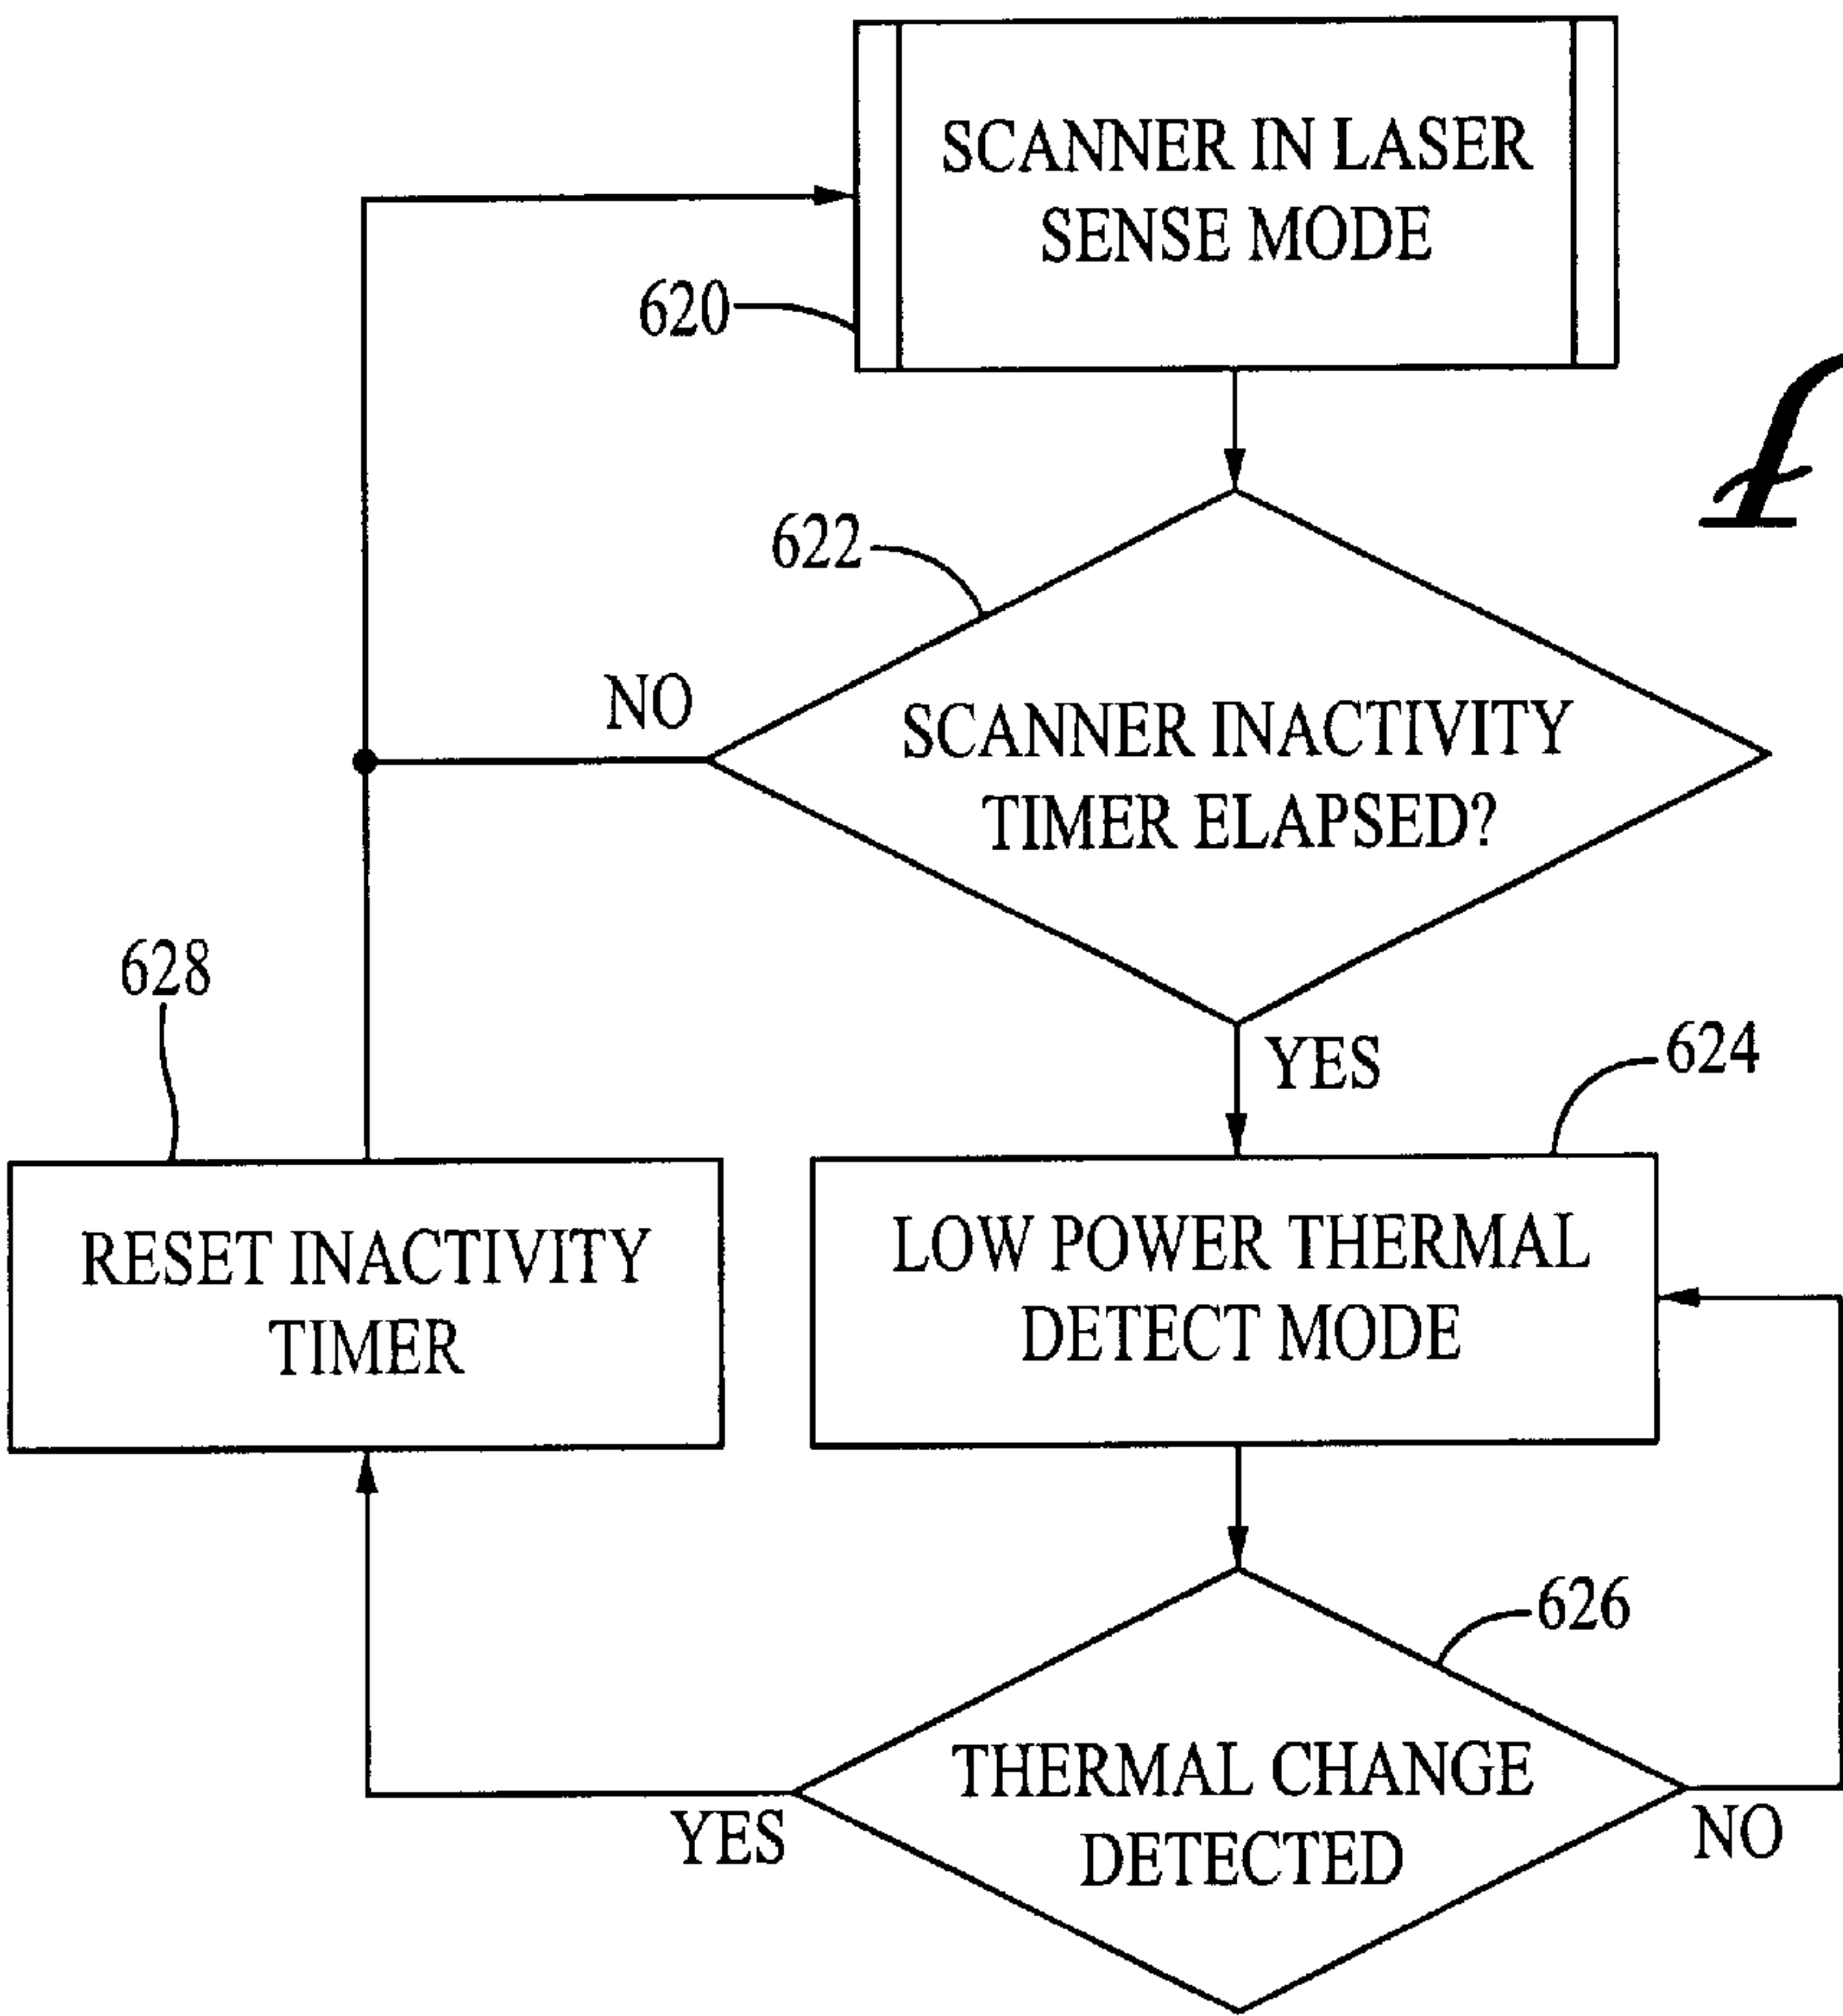 SCANNER IN LASER
SENSE MODE
620
f
622
NO
SCANNER INACTIVITY
TIMER ELAPSED?
YES
628
624
RESET INACTIVITY
TIMER
LOW POWER THERMAL
DETECT MODE
626
THERMAL CHANGE
DETECTED
YES
NO